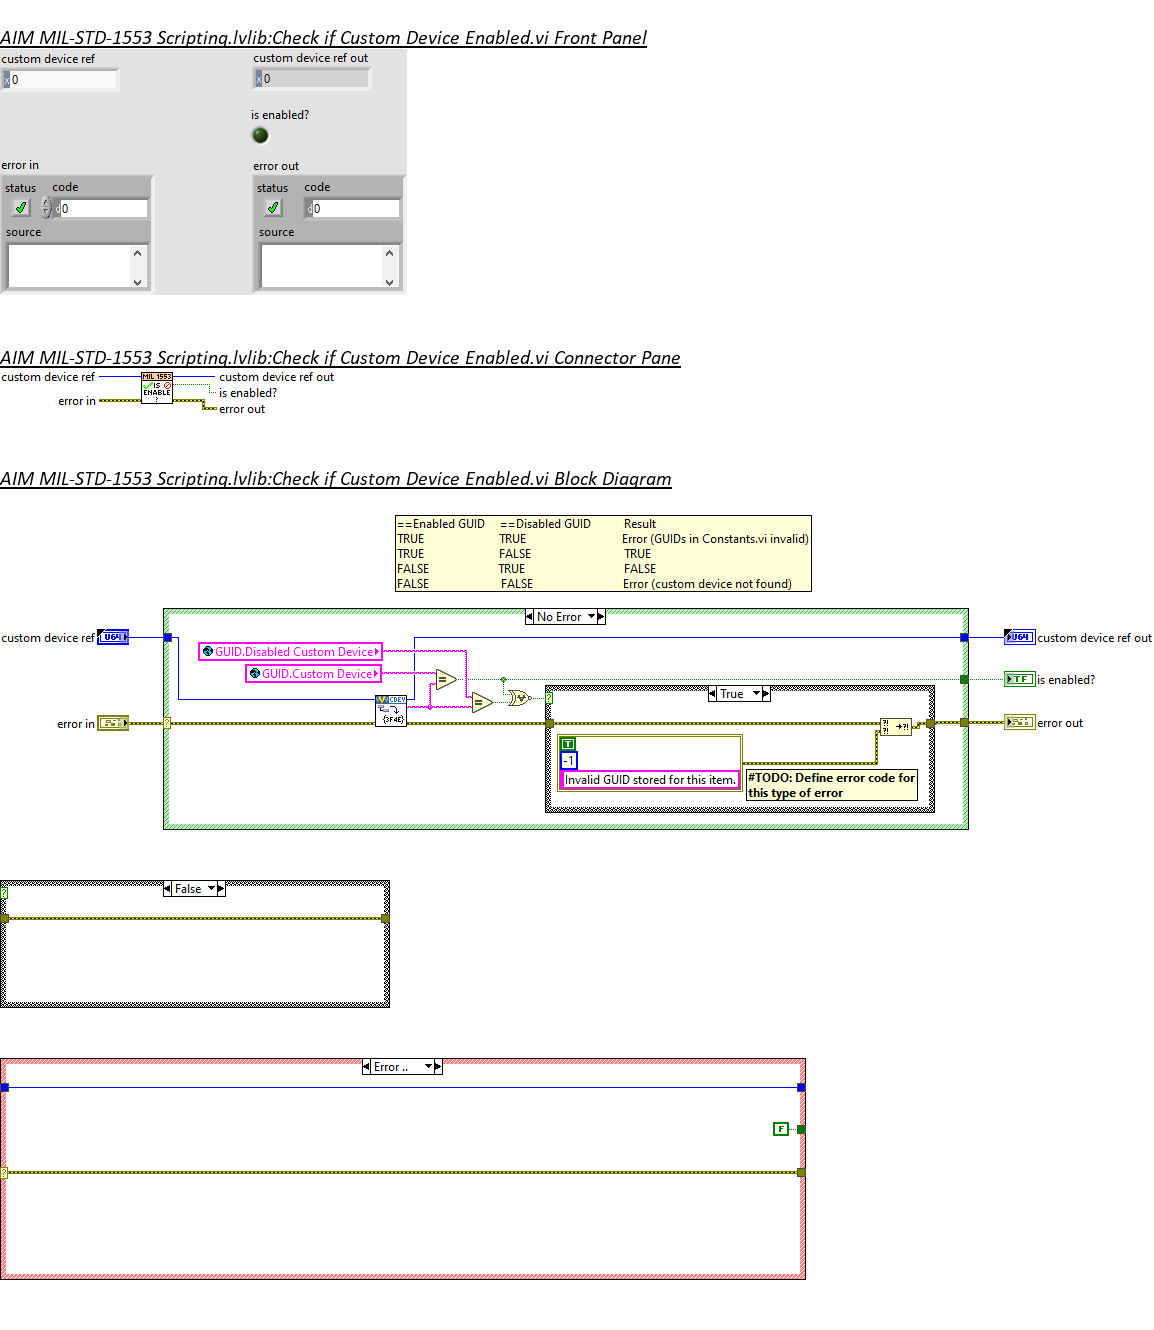 AIM MIL-STD-1553 Scripting.lvlib:Check if Custom Device Enabled.vi Front Panel
custom device ref
custom device ref out
x 0
x 0
is enabled?
error in
error out
status code
status code
d 0
d 0
source
source
AIM MIL-STD-1553 Scripting.lvlib:Check if Custom Device Enabled.vi Connector Pane
custom device ref
MIL 1553
IS
ENABLE
?
custom device ref out
is enabled?
error in
error out
AIM MIL-STD-1553 Scripting.lvlib:Check if Custom Device Enabled.vi Block Diagram
==Enabled GUID ==Disabled GUID Result
TRUE TRUE Error (GUIDs in Constants.vi invalid)
TRUE FALSE TRUE
FALSE TRUE FALSE
FALSE FALSE Error (custom device not found)
No Error
custom device ref
U64
U64
custom device ref out
GUID.Disabled Custom Device
GUID.Custom Device
=
=
CDEV
{3F4E}
?
True
TF
is enabled?
error in
?
?!
?!
?!
error out
T
-1
Invalid GUID stored for this item.
#TODO: Define error code for
this type of error
False
?
Error ..
F
?